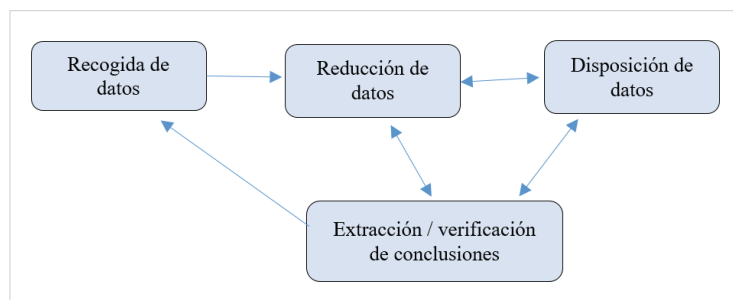 Recogida de
datos
Reducción de
datos
Disposición de
datos
Extracción / verificación
de conclusiones